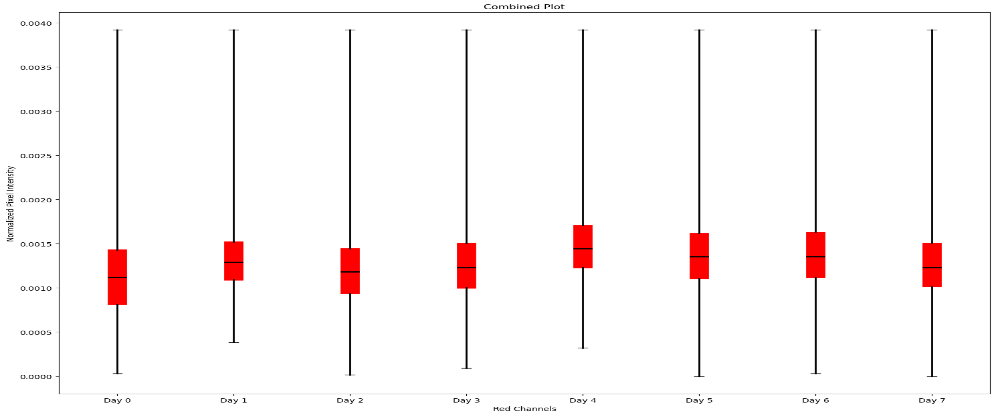 Combined Plot
0.0040
0.0035
0.0030
0.0025
0.0020
0.0015
0.0010
0.0005
0.0000
Normalized Pixel Intensity
Day 0 Day 1 Day 2 Day 3 Day 4 Day 5 Day 6 Day 7
Red Channels